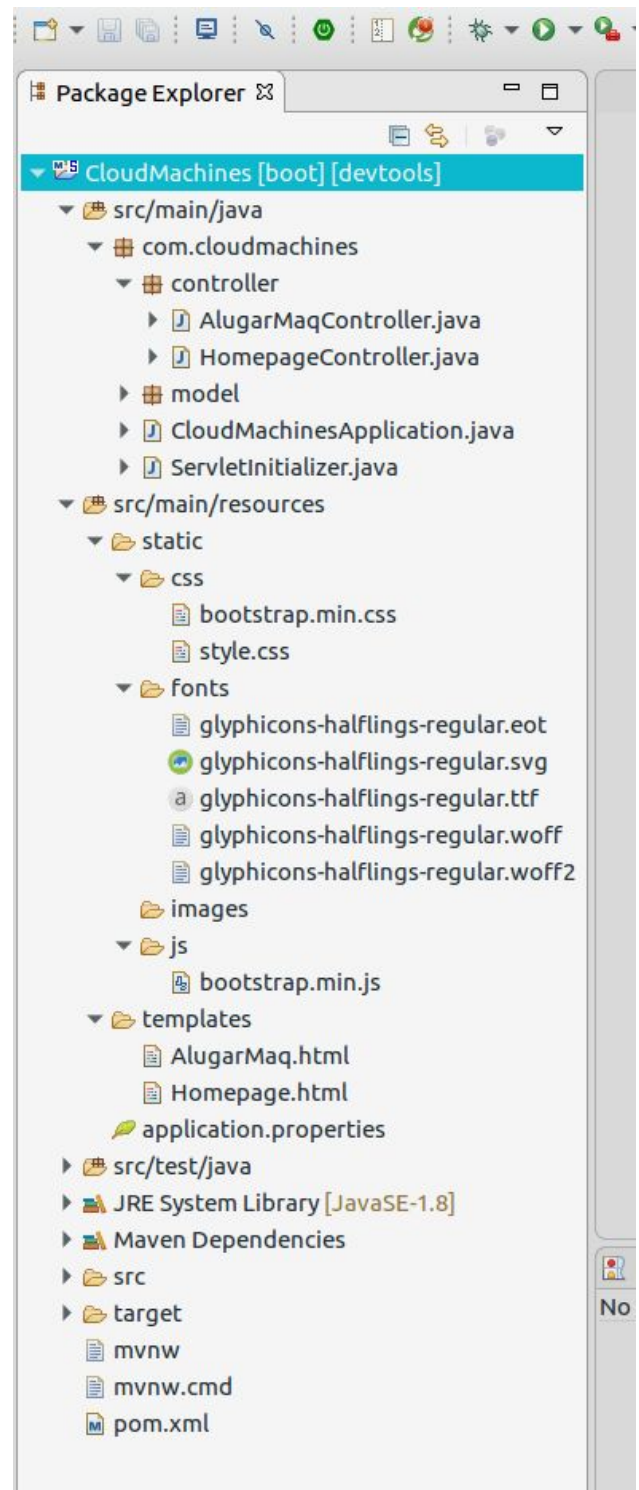 Package Explorer
CloudMachines [boot] [devtools]
src/main/java
com.cloudmachines
controller
AlugarMaqController.java
HomepageController.java
model
CloudMachinesApplication.java
ServletInitializer.java
src/main/resources
static
css
bootstrap.min.css
style.css
fonts
glyphicons-halflings-regular.eot
glyphicons-halflings-regular.svg
glyphicons-halflings-regular.ttf
glyphicons-halflings-regular.woff
glyphicons-halflings-regular.woff2
images
js
bootstrap.min.js
templates
AlugarMaq.html
Homepage.html
application.properties
src/test/java
JRE System Library [JavaSE-1.8]
Maven Dependencies
src
target
No
mvnw
mvnw.cmd
pom.xml